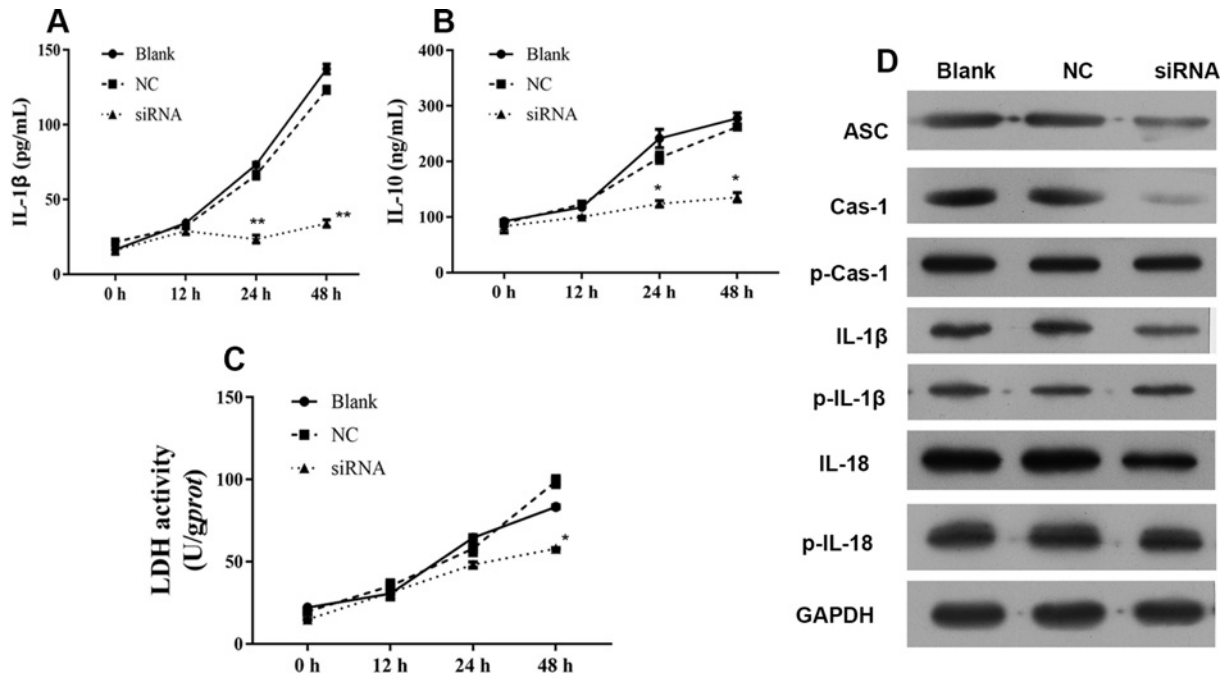 A
Blank
NC
siRNA
IL-1β
(pg/mL)
150
100
50
0
0 h 12 h 24 h 48 h
**
**
B
Blank
NC
siRNA
IL-10 (ng/mL)
400
300
200
100
0
0 h 12 h 24 h 48 h
*
*
C
Blank
NC
siRNA
LDH activity
(U/gprot)
150
100
50
0
0 h 12 h 24 h 48 h
*
D
Blank NC siRNA
ASC
Cas-1
p-Cas-1
IL-1β
p-IL-1β
IL-18
p-IL-18
GAPDH